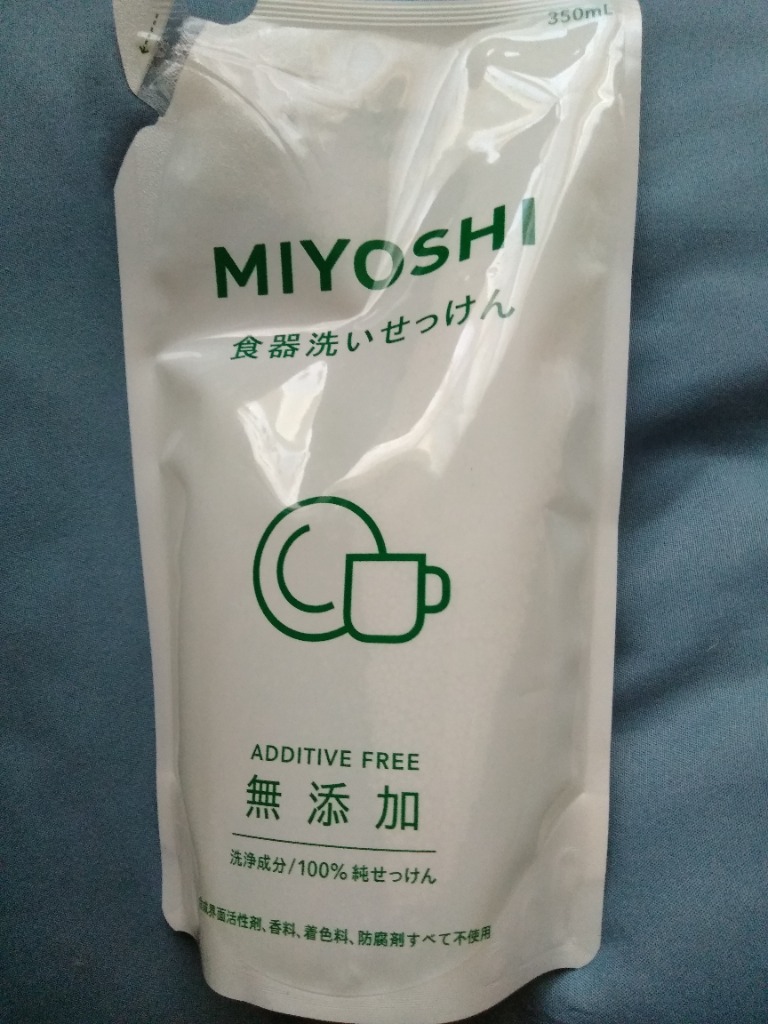 350mL
MIYOSHI
食器洗いせっけん
ADDITIVE FREE
無添加
洗浄成分/100% 純せっけん
界面活性剤、香料、着色料、防腐剤すべて不使用